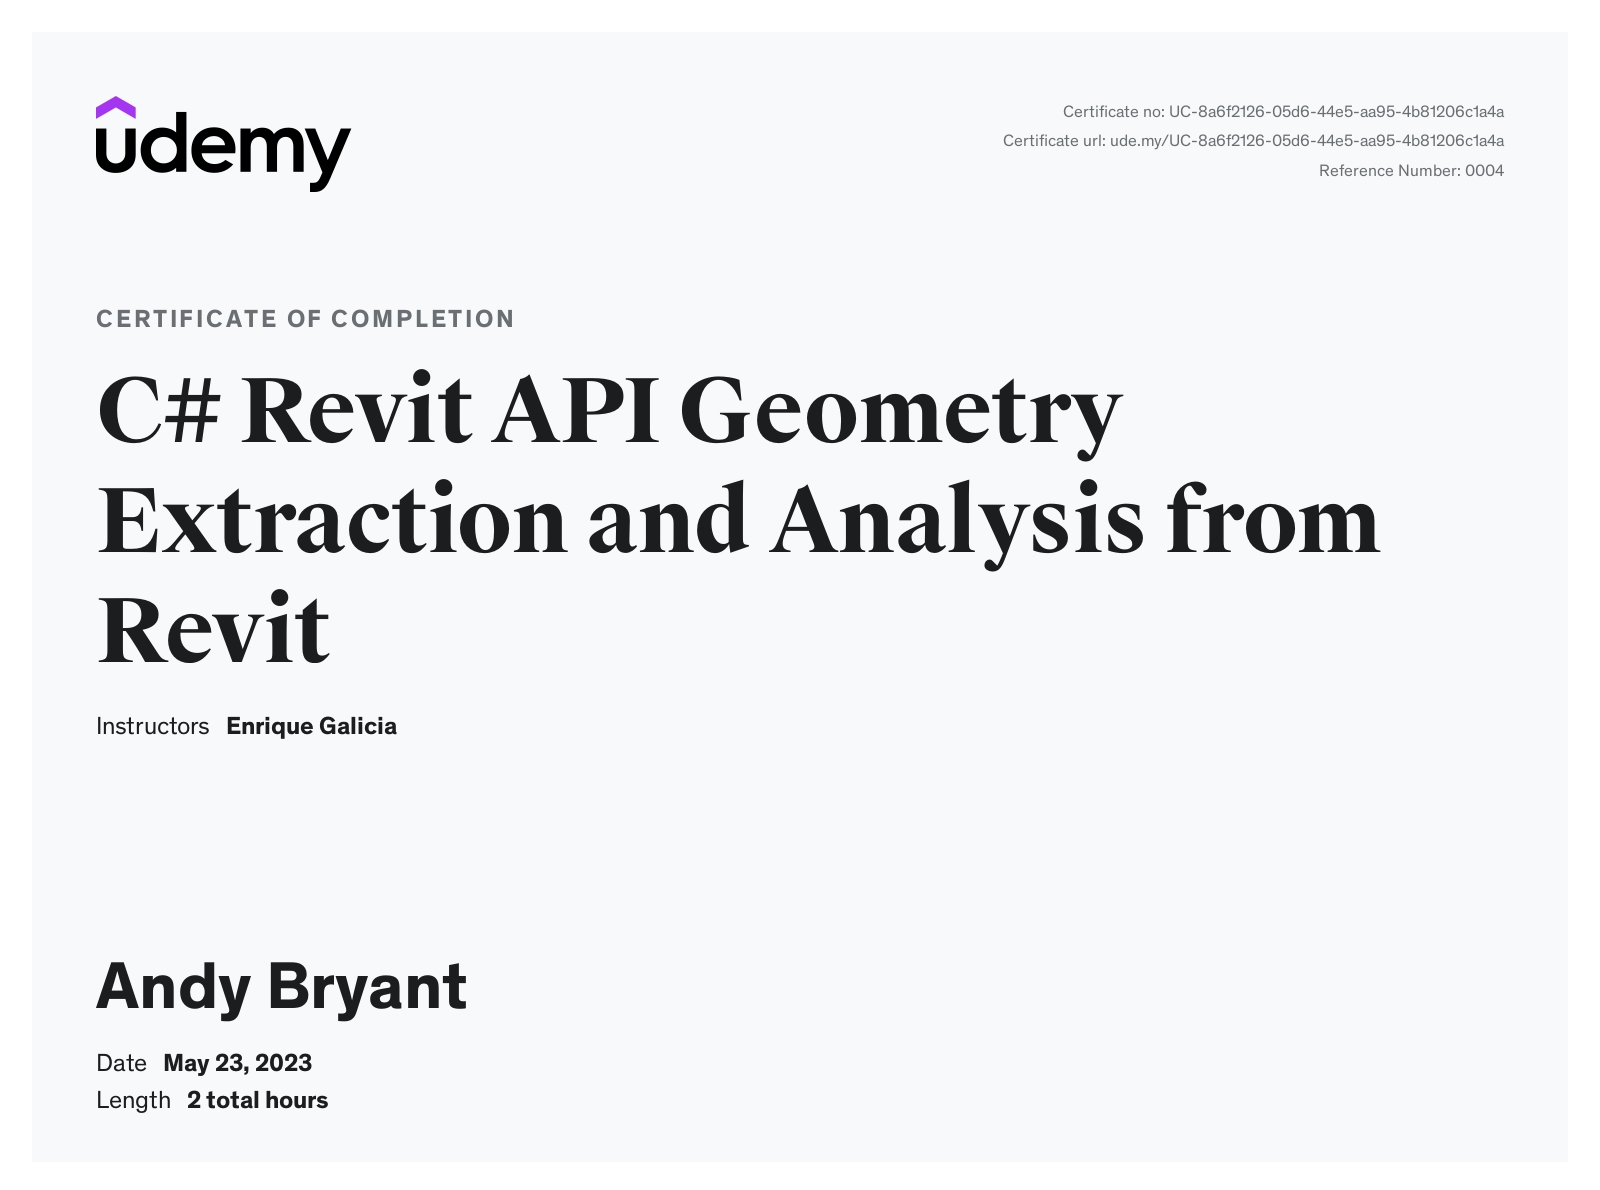 udemy
Certificate no: UC-8a6f2126-05d6-44e5-aa95-4b81206c1a4a
Certificate url: ude.my/UC-8a6f2126-05d6-44e5-aa95-4b81206c1a4a
Reference Number: 0004
CERTIFICATE OF COMPLETION
C# Revit API Geometry
Extraction and Analysis from
Revit
Instructors Enrique Galicia
Andy Bryant
Date May 23, 2023
Length 2 total hours